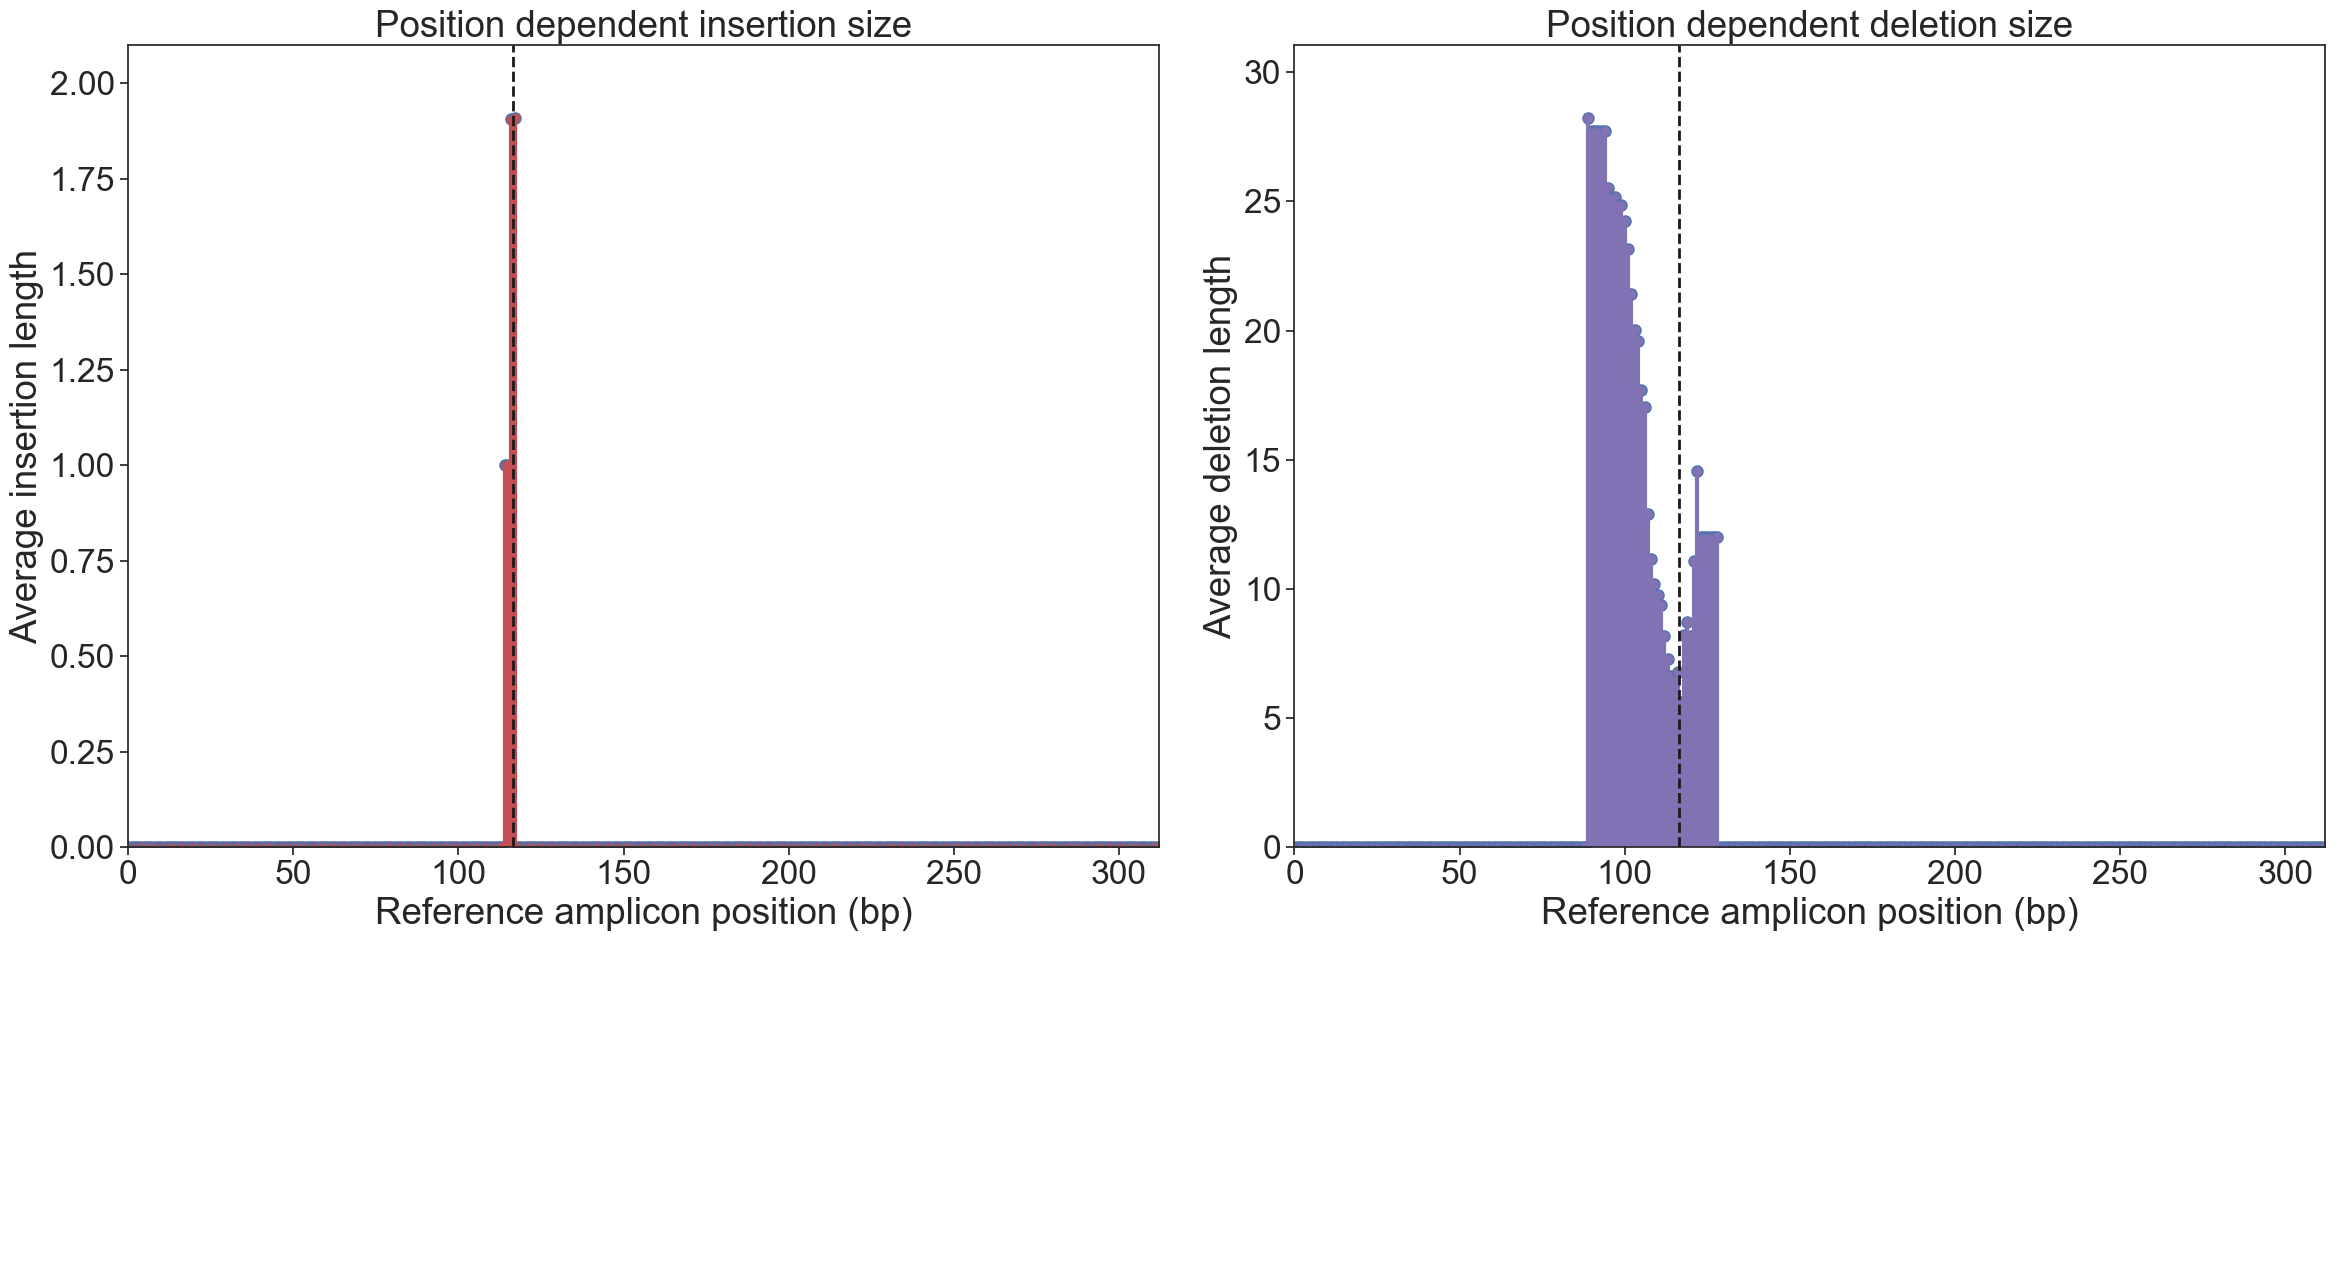 Position dependent insertion size
2.00
1.75
1.50
1.25
1.00
0.75
0.50
0.25
0.00
Average insertion length
0 50 100 150 200 250 300
Reference amplicon position (bp)
Position dependent deletion size
30
25
20
15
10
5
0
Average deletion length
0 50 100 150 200 250 300
Reference amplicon position (bp)